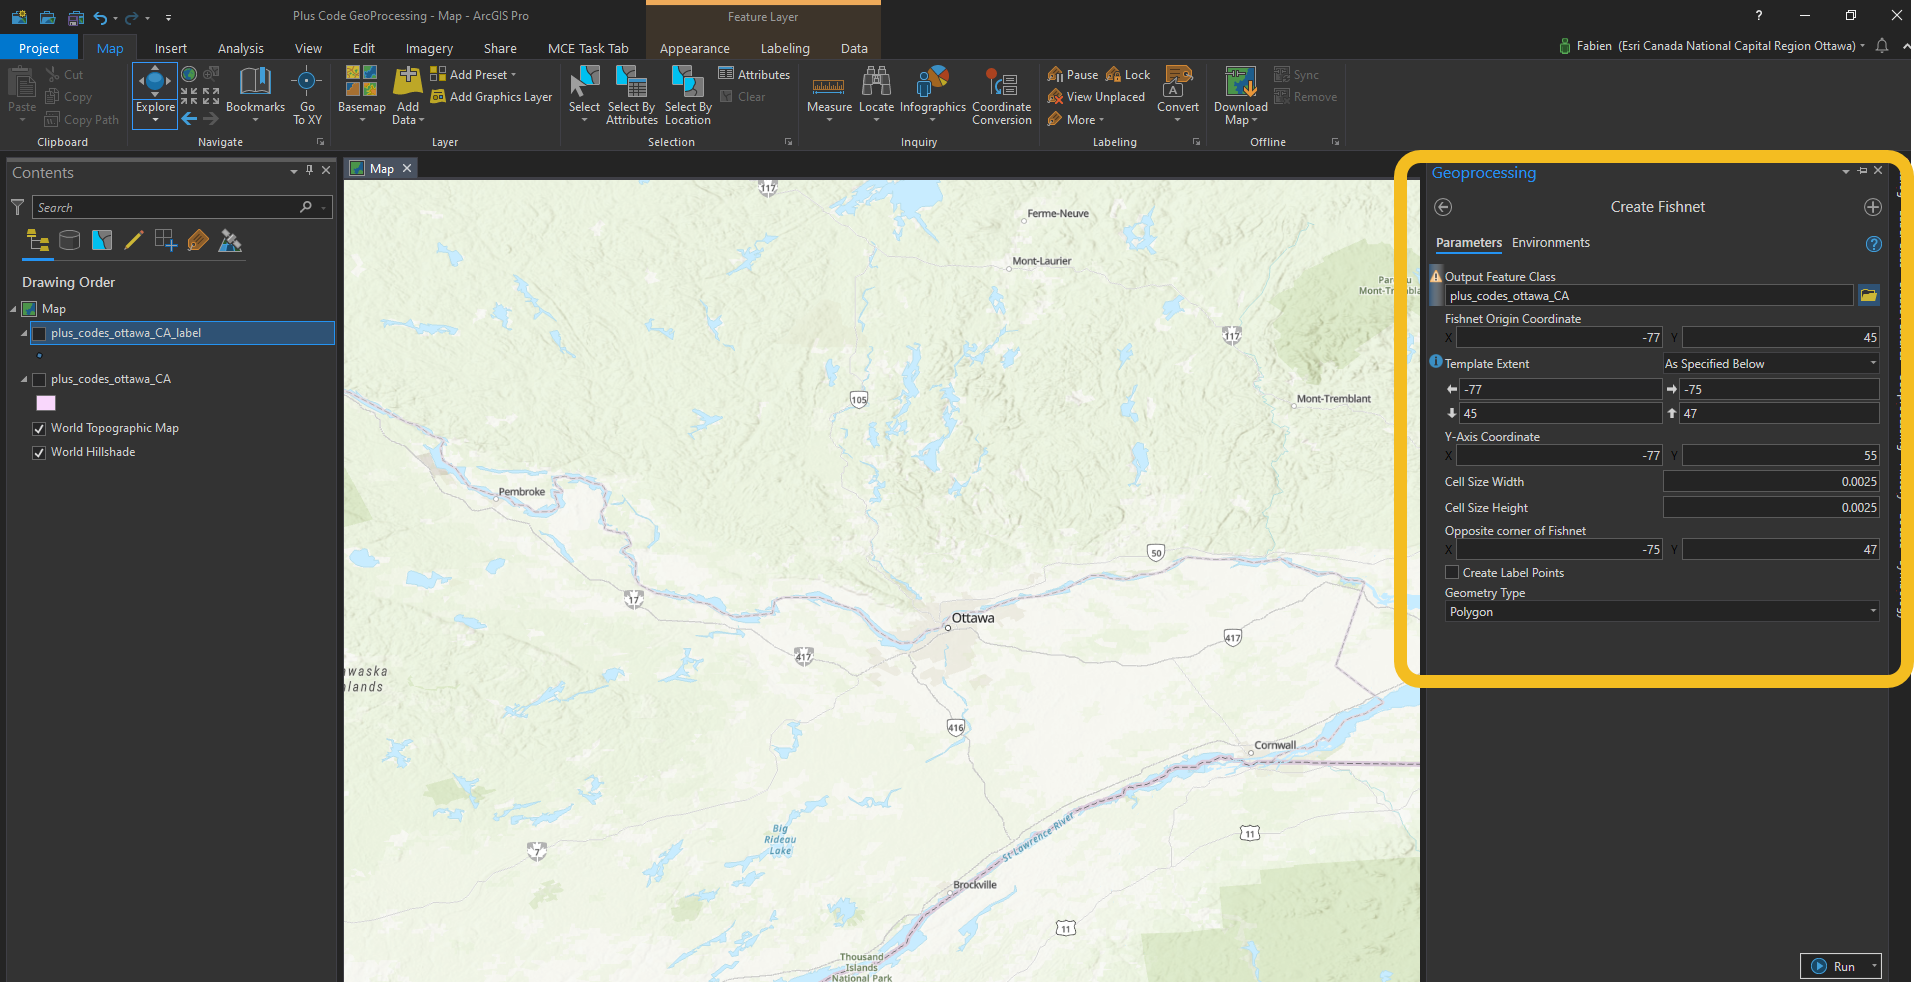 Plus Code GeoProcessing - Map - ArcGIS Pro
Feature Layer
?
Project Map Insert Analysis View Edit Imagery Share MCE Task Tab Appearance Labeling Data
Fabien (Esri Canada National Capital Region Ottawa)
Paste
Cut
Copy
Copy Path
Clipboard
Explore
Bookmarks
Go
To XY
Navigate
Basemap
Add
Data
Add Preset
Add Graphics Layer
Layer
Select
Select By
Attributes
Select By
Location
Attributes
Clear
Selection
Measure
Locate
Infographics
Coordinate
Conversion
Inquiry
Pause
Lock
View Unplaced
More
Convert
Labeling
Download
Map
Sync
Remove
Offline
Contents
Search
Drawing Order
Map
plus_codes_ottawa_CA_label
plus_codes_ottawa_CA
World Topographic Map
World Hillshade
Map
117
Ferme-Neuve
Mont-Laurier
Mont-Trembla
117
105
Mont-Tremblant
Pembroke
50
17
Ottawa
417
417
awaska
hlands
416
Cornwall
Big
Rideau
Lake
7
11
St Lawrence River
Brockville
11
Thousand
Islands
National Park
Geoprocessing
Create Fishnet
Parameters Environments
?
Output Feature Class
plus_codes_ottawa_CA
Fishnet Origin Coordinate
X -77 Y 45
Template Extent As Specified Below
-77 -75
45 47
Y-Axis Coordinate
X -77 Y 55
Cell Size Width 0.0025
Cell Size Height 0.0025
Opposite corner of Fishnet
X -75 Y 47
Create Label Points
Geometry Type
Polygon
Run